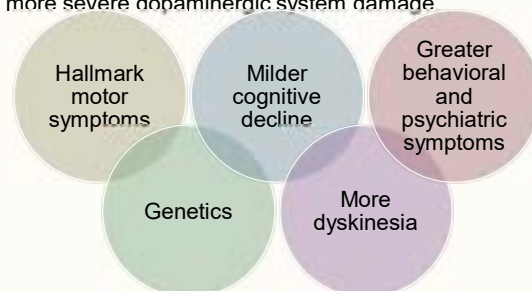 more severe dopaminergic system damage
Hallmark
motor
symptoms
Milder
cognitive
decline
Greater
behavioral
and
psychiatric
symptoms
Genetics
More
dyskinesia